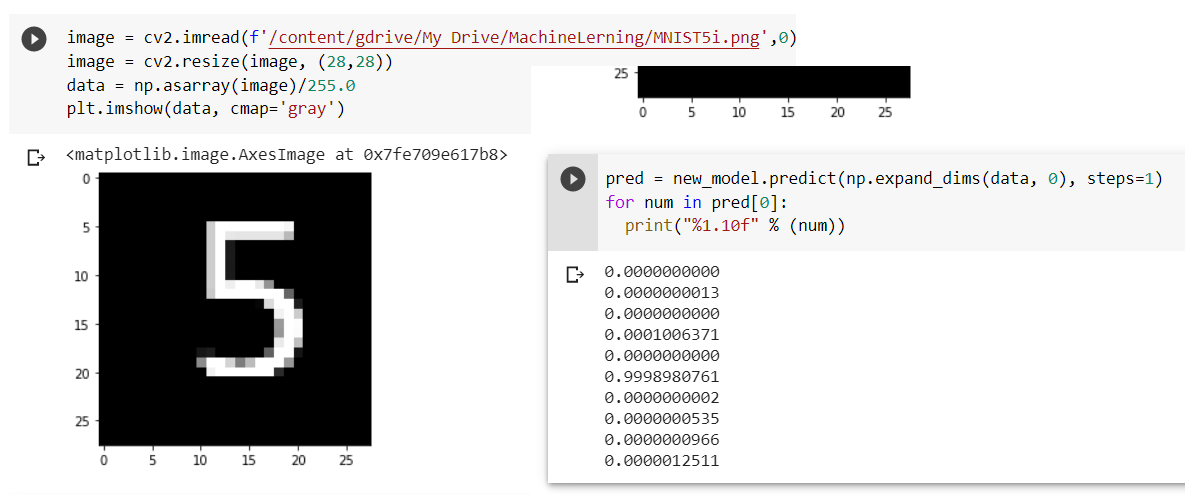 image = cv2.imread(f'/content/gdrive/My Drive/MachineLerning/MNIST5i.png',0)
image = cv2.resize(image, (28,28))
data = np.asarray(image)/255.0
plt.imshow(data, cmap='gray')
<matplotlib.image.AxesImage at 0x7fe709e617b8>
0
5
10
15
20
25
0 5 10 15 20 25
5
25
0 5 10 15 20 25
pred = new_model.predict(np.expand_dims(data, 0), steps=1)
for num in pred[0]:
print("%1.10f" % (num))
0.0000000000
0.0000000013
0.0000000000
0.0001006371
0.0000000000
0.9998980761
0.0000000002
0.0000000535
0.0000000966
0.0000012511